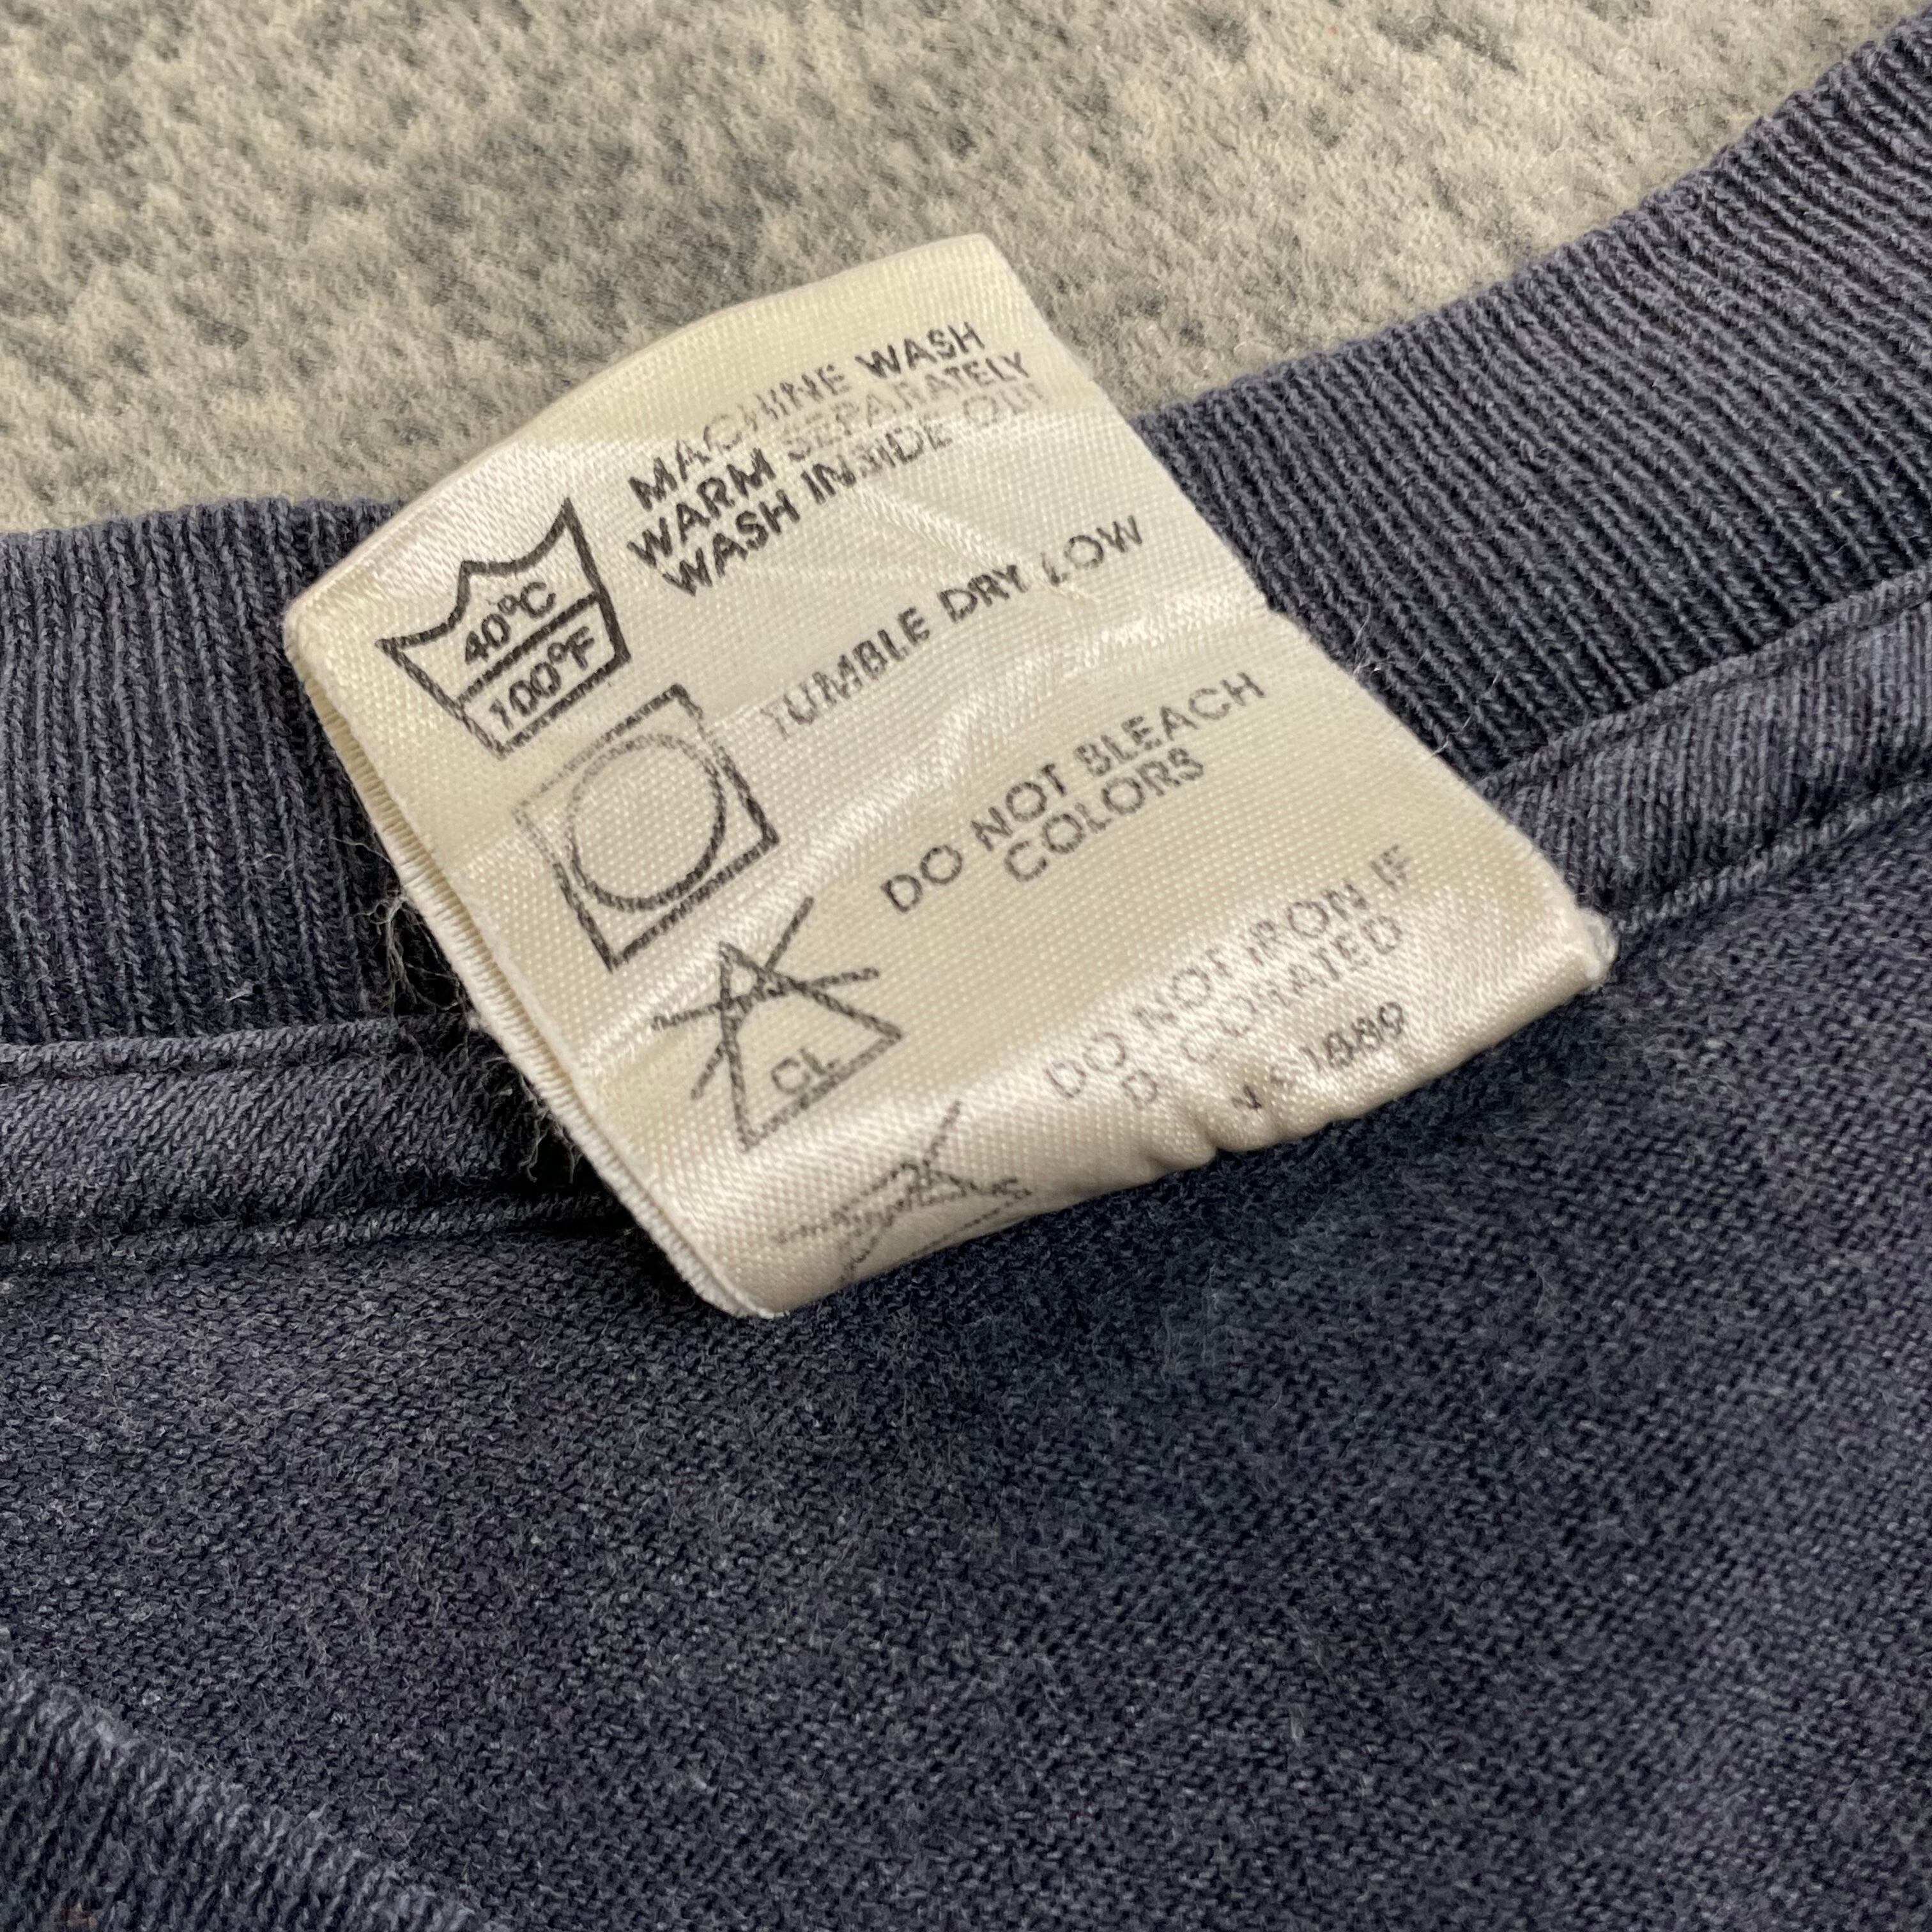 MACHINE WASH
WARM SEPARATELY
WASH INSIDE OUT
40°C
100°F
TUMBLE DRY LOW
DO NOT BLEACH
COLORS
CL
DO NOT IRON IF
DECORATED